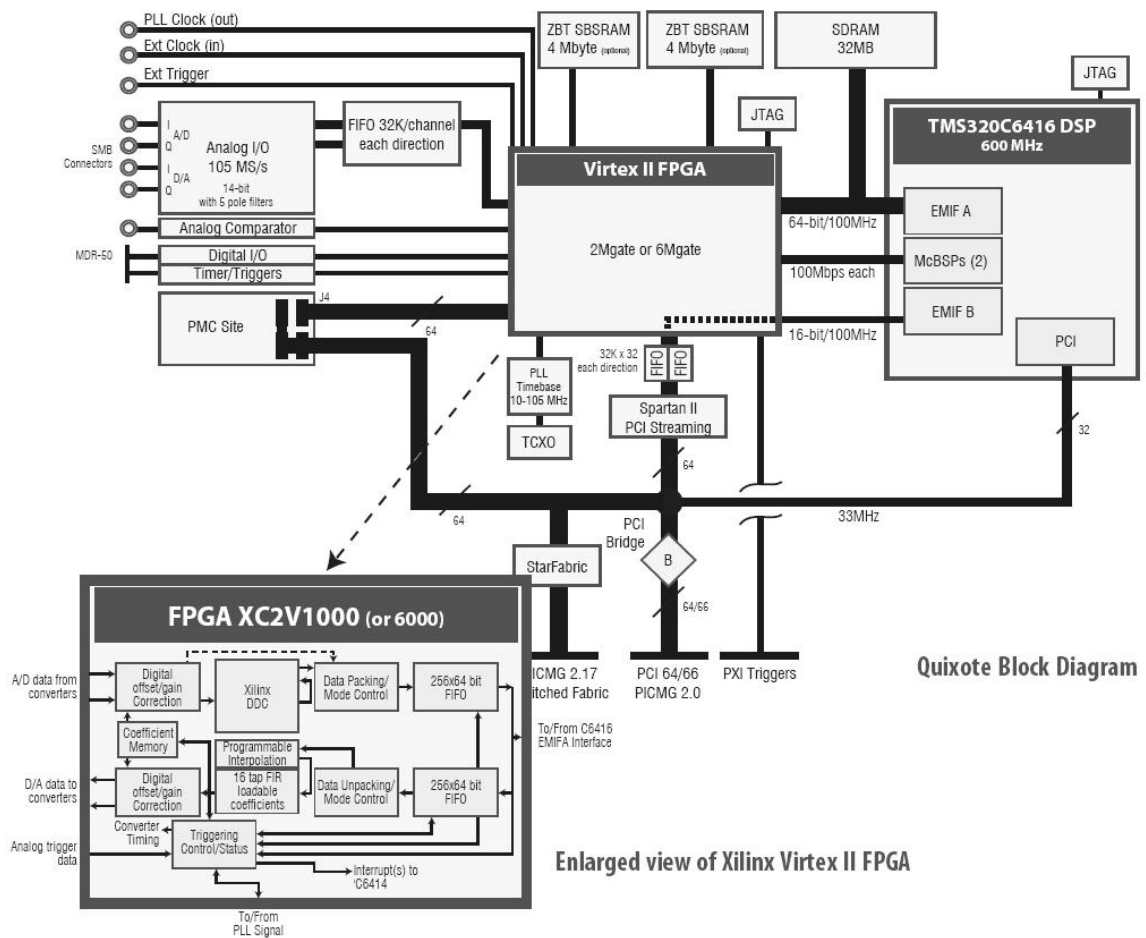 PLL Clock (out)
Ext Clock (in)
Ext Trigger
ZBT SBSRAM
4 Mbyte (optional)
ZBT SBSRAM
4 Mbyte (optional)
SDRAM
32MB
JTAG
JTAG
SMB
Connectors
I
A/D
Q
I
D/A
Q
Analog I/O
105 MS/s
14-bit
with 5 pole filters
FIFO 32K/channel
each direction
Analog Comparator
MDR-50
Digital I/O
Timer/Triggers
PMC Site
J4
64
Virtex II FPGA
2Mgate or 6Mgate
TMS320C6416 DSP
600 MHz
64-bit/100MHz
EMIF A
100Mbps each
McBSPs (2)
16-bit/100MHz
EMIF B
PCI
32
PLL
Timebase
10-105 MHz
TCXO
32K x 32
each direction
FIFO
FIFO
Spartan II
PCI Streaming
64
64
33MHz
PCI
Bridge
B
StarFabric
64/66
ICMG 2.17
itched Fabric
PCI 64/66
PICMG 2.0
PXI Triggers
Quixote Block Diagram
FPGA XC2V1000 (or 6000)
A/D data from
converters
Digital
offset/gain
Correction
Xilinx
DDC
Data Packing/
Mode Control
256x64 bit
FIFO
To/From C6416
EMIFA Interface
Coefficient
Memory
Programmable
Interpolation
D/A data to
converters
Digital
offset/gain
Correction
16 tap FIR
loadable
coefficients
Data Unpacking/
Mode Control
256x64 bit
FIFO
Converter
Timing
Analog trigger
data
Triggering
Control/Status
Interrupt(s) to
'C6414
To/From
PLL Signal
Enlarged view of Xilinx Virtex II FPGA